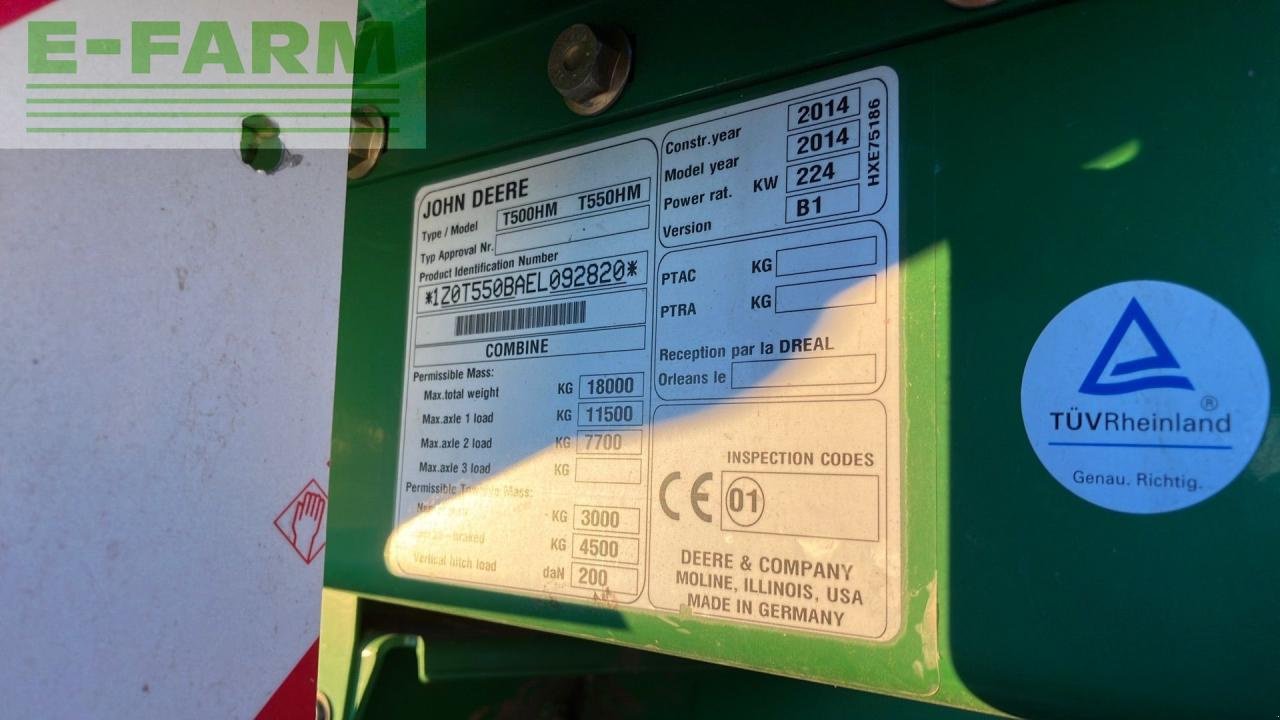 E-FARM
JOHN DEERE
Type / Model T500HM T550HM
Typ Approval Nr.
Product Identification Number
*1Z0T550BAEL092820*
COMBINE
Permissible Mass:
Max.total weight KG 18000
Max.axle 1 load KG 11500
Max.axle 2 load KG 7700
Max.axle 3 load KG
Permissible Towable Mass:
KG 3000
braked KG 4500
Vertical hitch load daN 200
Constr.year 2014
Model year 2014
Power rat. KW 224
Version B1
HXE75186
PTAC KG
PTRA KG
Reception par la DREAL
Orleans le
INSPECTION CODES
CE 01
DEERE & COMPANY
MOLINE, ILLINOIS, USA
MADE IN GERMANY
TÜVRheinland®
Genau. Richtig.